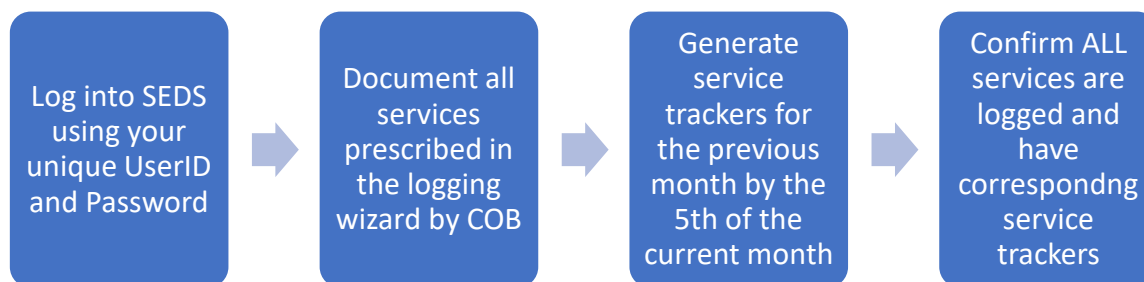 Log into SEDS
using your
unique UserID
and Password
Document all
services
prescribed in
the logging
wizard by COB
Generate
service
trackers for
the previous
month by the
5th of the
current month
Confirm ALL
services are
logged and
have
correspondng
service
trackers